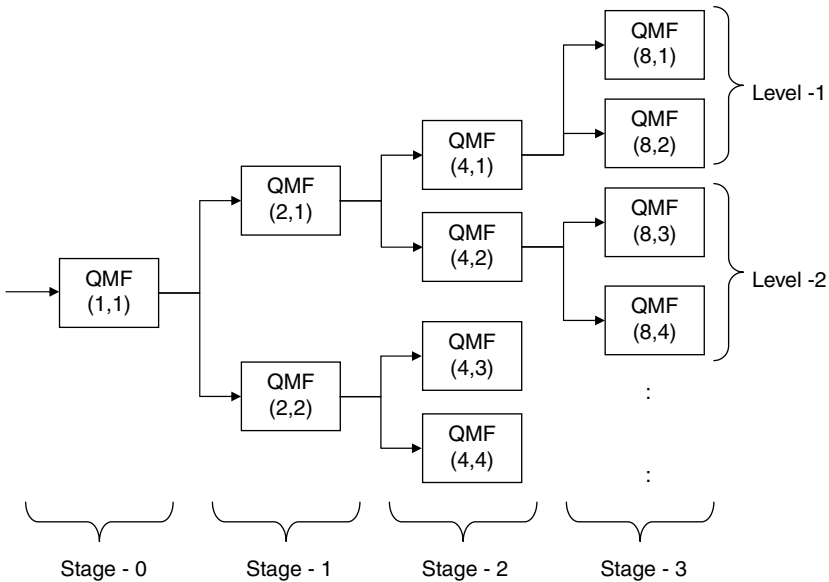 QMF
(8,1)
Level -1
QMF
(8,2)
QMF
(4,1)
QMF
(2,1)
QMF
(8,3)
QMF
(4,2)
Level -2
QMF
(1,1)
QMF
(8,4)
QMF
(4,3)
QMF
(2,2)
:
QMF
(4,4)
:
Stage - 0
Stage - 1
Stage - 2
Stage - 3